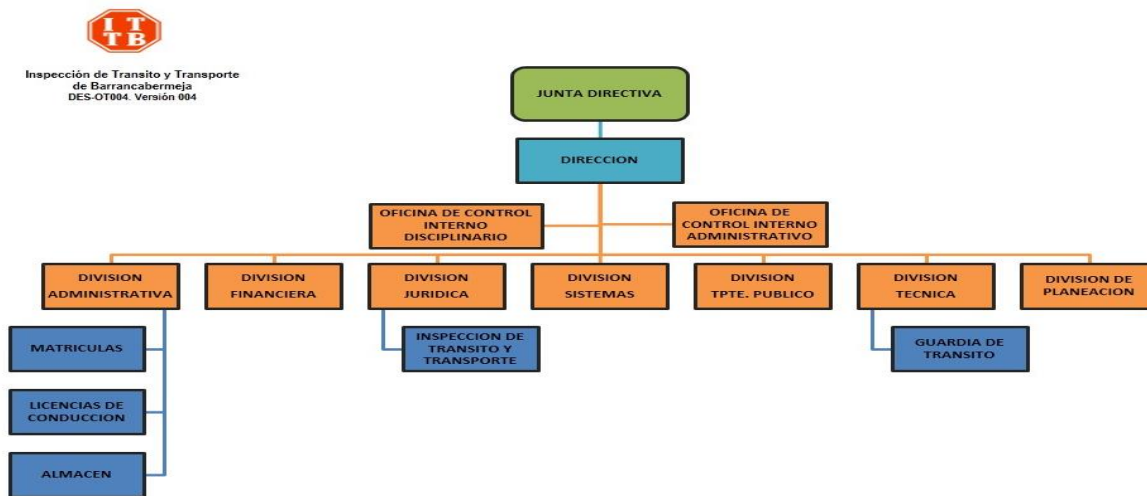 I T
T B
Inspección de Transito y Transporte
de Barrancabermeja
DES-OT004. Versión 004
JUNTA DIRECTIVA
DIRECCION
OFICINA DE CONTROL
INTERNO
DISCIPLINARIO
OFICINA DE
CONTROL INTERNO
ADMINISTRATIVO
DIVISION
ADMINISTRATIVA
DIVISION
FINANCIERA
DIVISION
JURIDICA
DIVISION
SISTEMAS
DIVISION
TPTE. PUBLICO
DIVISION
TECNICA
DIVISION DE
PLANEACION
MATRICULAS
INSPECCION DE
TRANSITO Y
TRANSPORTE
GUARDIA DE
TRANSITO
LICENCIAS DE
CONDUCCION
ALMACEN